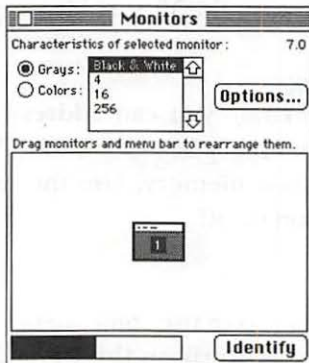 Monitors
Characteristics of selected monitor: 7.0
Grays:
Colors:
Black & White
4
16
256
Options...
Drag monitors and menu bar to rearrange them.
1
Identify